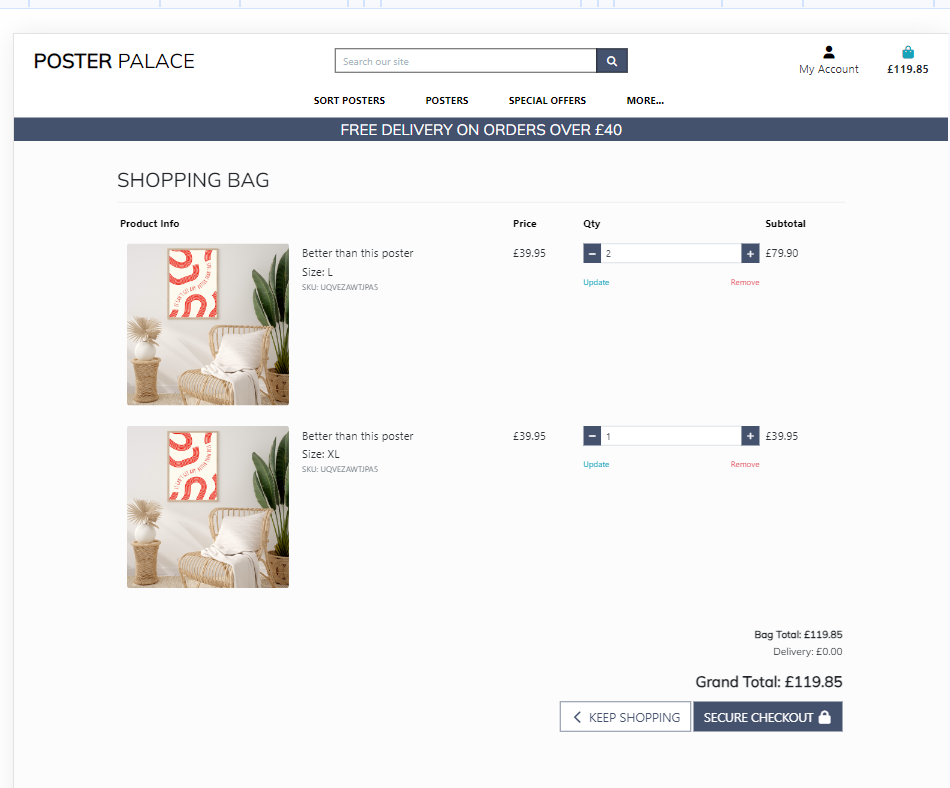 POSTER PALACE
Search our site
My Account
£119.85
SORT POSTERS POSTERS SPECIAL OFFERS MORE...
FREE DELIVERY ON ORDERS OVER £40
SHOPPING BAG
Product Info Price Qty Subtotal
Better than this poster £39.95 2 £79.90
Size: L
Update Remove
SKU: UQVEZAWTJPA5
Better than this poster £39.95 1 £39.95
Size: XL
Update Remove
SKU: UQVEZAWTJPA5
Bag Total: £119.85
Delivery: £0.00
Grand Total: £119.85
KEEP SHOPPING SECURE CHECKOUT